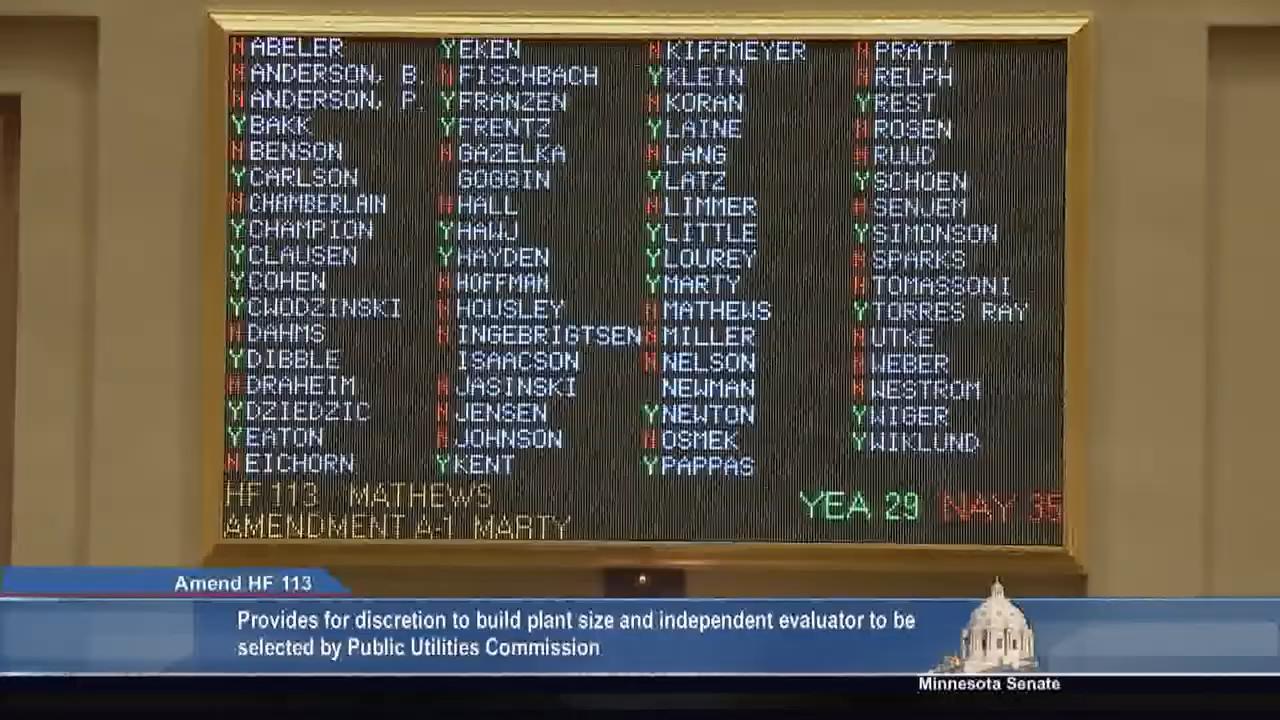 N ABELER Y EKEN N KIFFMEYER N PRATT
N ANDERSON, B. N FISCHBACH Y KLEIN N RELPH
N ANDERSON, P. Y FRANZEN N KORAN Y REST
Y BAKK Y FRENTZ Y LAINE N ROSEN
N BENSON N GAZELKA N LANG N RUUD
Y CARLSON GOGGIN Y LATZ Y SCHOEN
N CHAMBERLAIN N HALL N LIMMER N SENJEM
Y CHAMPION Y HAWJ Y LITTLE Y SIMONSON
Y CLAUSEN Y HAYDEN Y LOUREY N SPARKS
Y COHEN N HOFFMAN Y MARTY N TOMASSONI
Y CWODZINSKI N HOUSLEY N MATHEWS Y TORRES RAY
N DAHMS N INGEBRIGTSEN N MILLER N UTKE
Y DIBBLE ISAACSON N NELSON N WEBER
N DRAHEIM N JASINSKI NEWMAN N WESTROM
Y DZIEDZIC N JENSEN Y NEWTON Y WIGER
Y EATON N JOHNSON N OSMEK Y WIKLUND
N EICHORN Y KENT Y PAPPAS
HF 113 MATHEWS
AMENDMENT A-1 MARTY
YEA 29 NAY 35
Amend HF 113
Provides for discretion to build plant size and independent evaluator to be
selected by Public Utilities Commission
Minnesota Senate